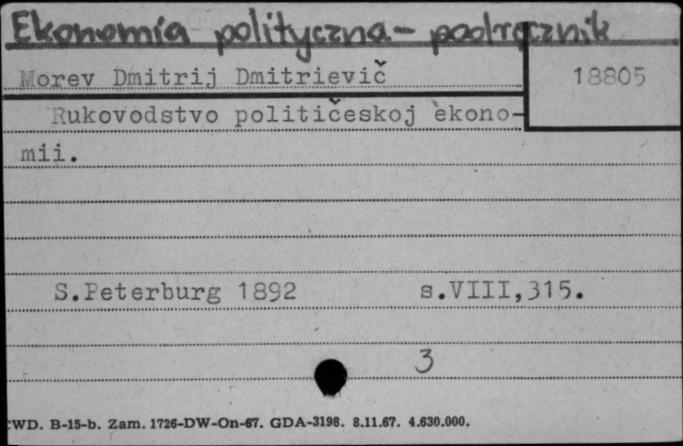 Ekonomia polityczna - podręcznik
Morev Dmitrij Dmitrievič
18805
Rukovodstvo političeskoj èkono-
mii.
S.Peterburg 1892 s.VIII,315.
3
WD. B-15-b. Zam. 1726-DW-On-67. GDA-3198. 8.11.67. 4.630.000.